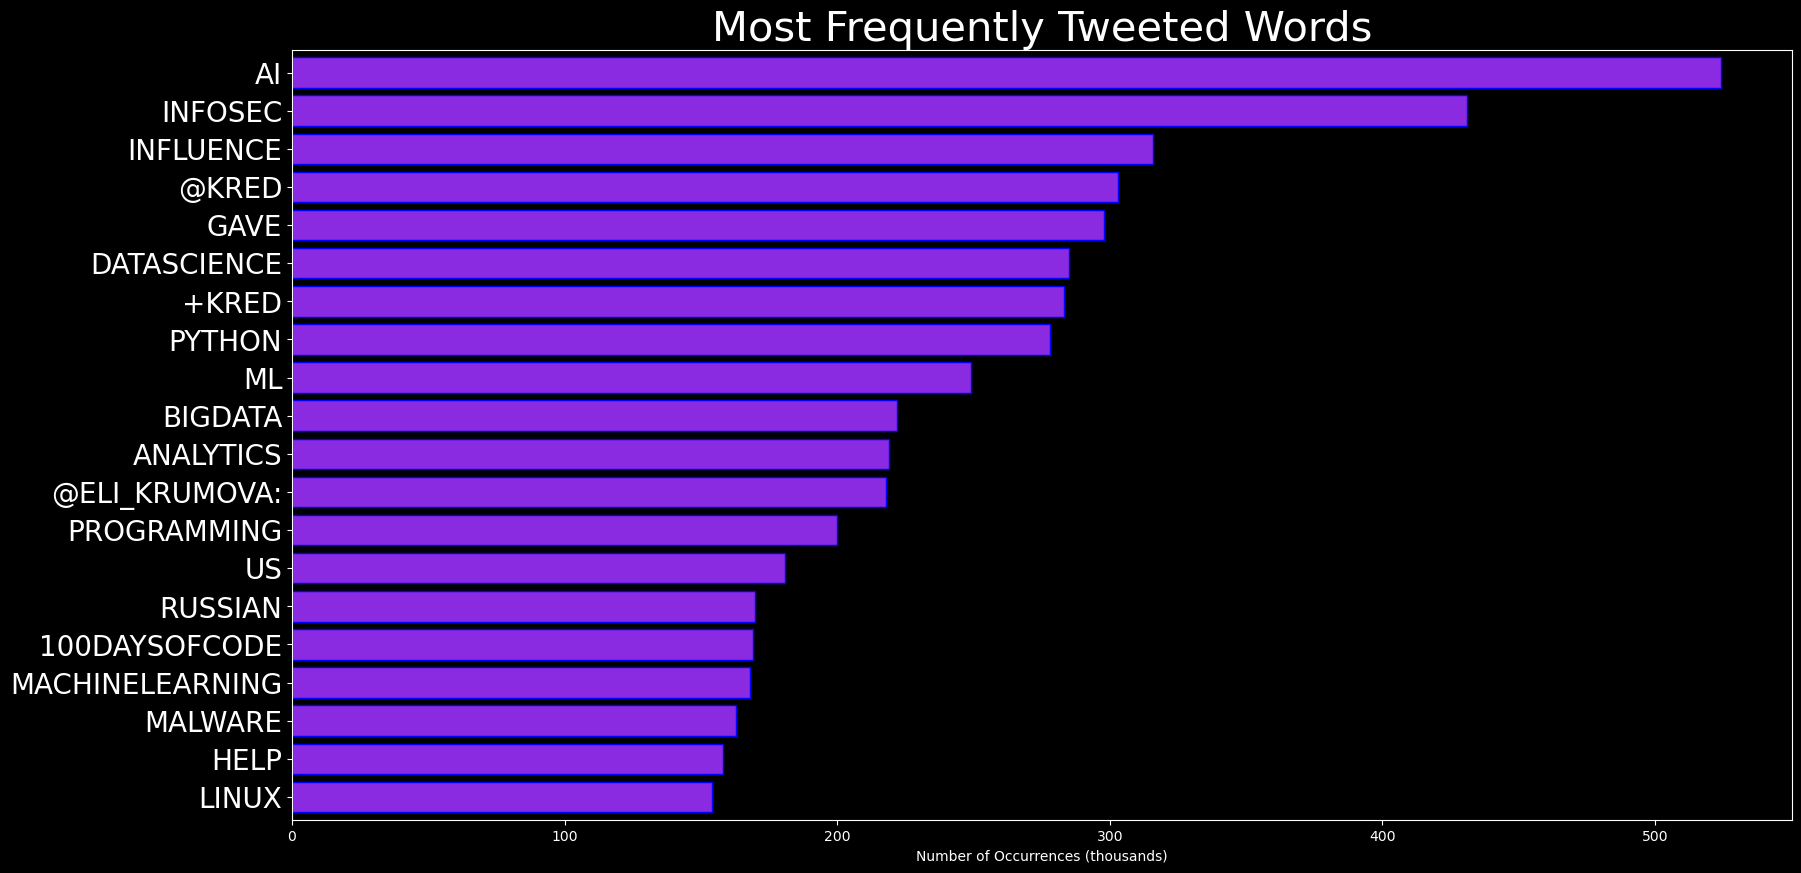 Most Frequently Tweeted Words
AI
INFOSEC
INFLUENCE
@KRED
GAVE
DATASCIENCE
+KRED
PYTHON
ML
BIGDATA
ANALYTICS
@ELI_KRUMOVA:
PROGRAMMING
US
RUSSIAN
100DAYSOFCODE
MACHINELEARNING
MALWARE
HELP
LINUX
0 100 200 300 400 500
Number of Occurrences (thousands)